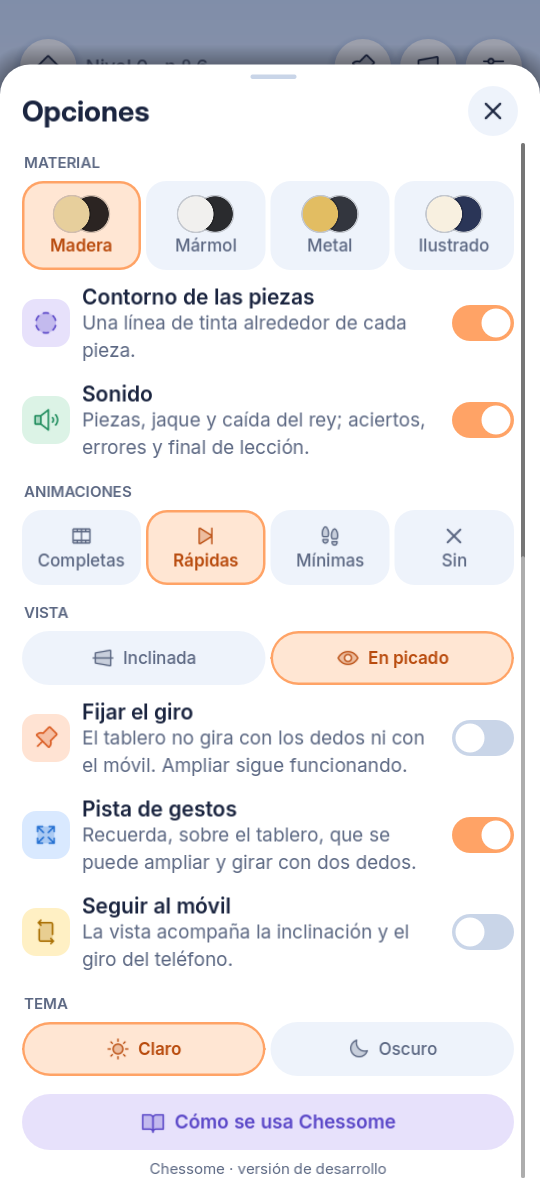 Opciones
MATERIAL
Madera
Mármol
Metal
Ilustrado
Contorno de las piezas
Una línea de tinta alrededor de cada
pieza.
Sonido
Piezas, jaque y caída del rey; aciertos,
errores y final de lección.
ANIMACIONES
Completas
Rápidas
Mínimas
Sin
VISTA
Inclinada
En picado
Fijar el giro
El tablero no gira con los dedos ni con
el móvil. Ampliar sigue funcionando.
Pista de gestos
Recuerda, sobre el tablero, que se
puede ampliar y girar con dos dedos.
Seguir al móvil
La vista acompaña la inclinación y el
giro del teléfono.
TEMA
Claro
Oscuro
Cómo se usa Chessome
Chessome · versión de desarrollo